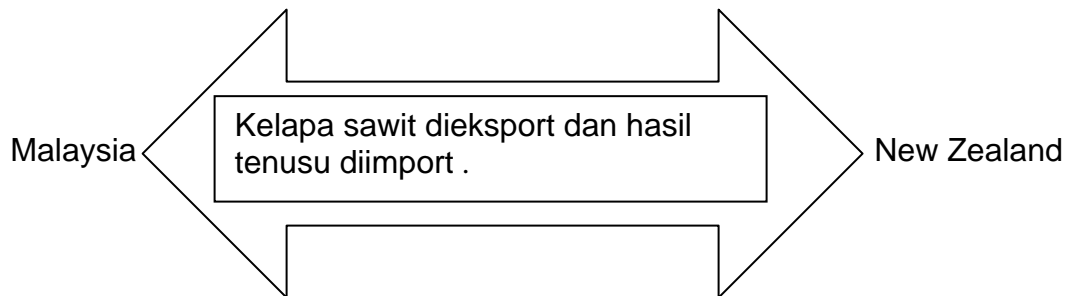 Kelapa sawit dieksport dan hasil
tenusu diimport .
Malaysia
New Zealand